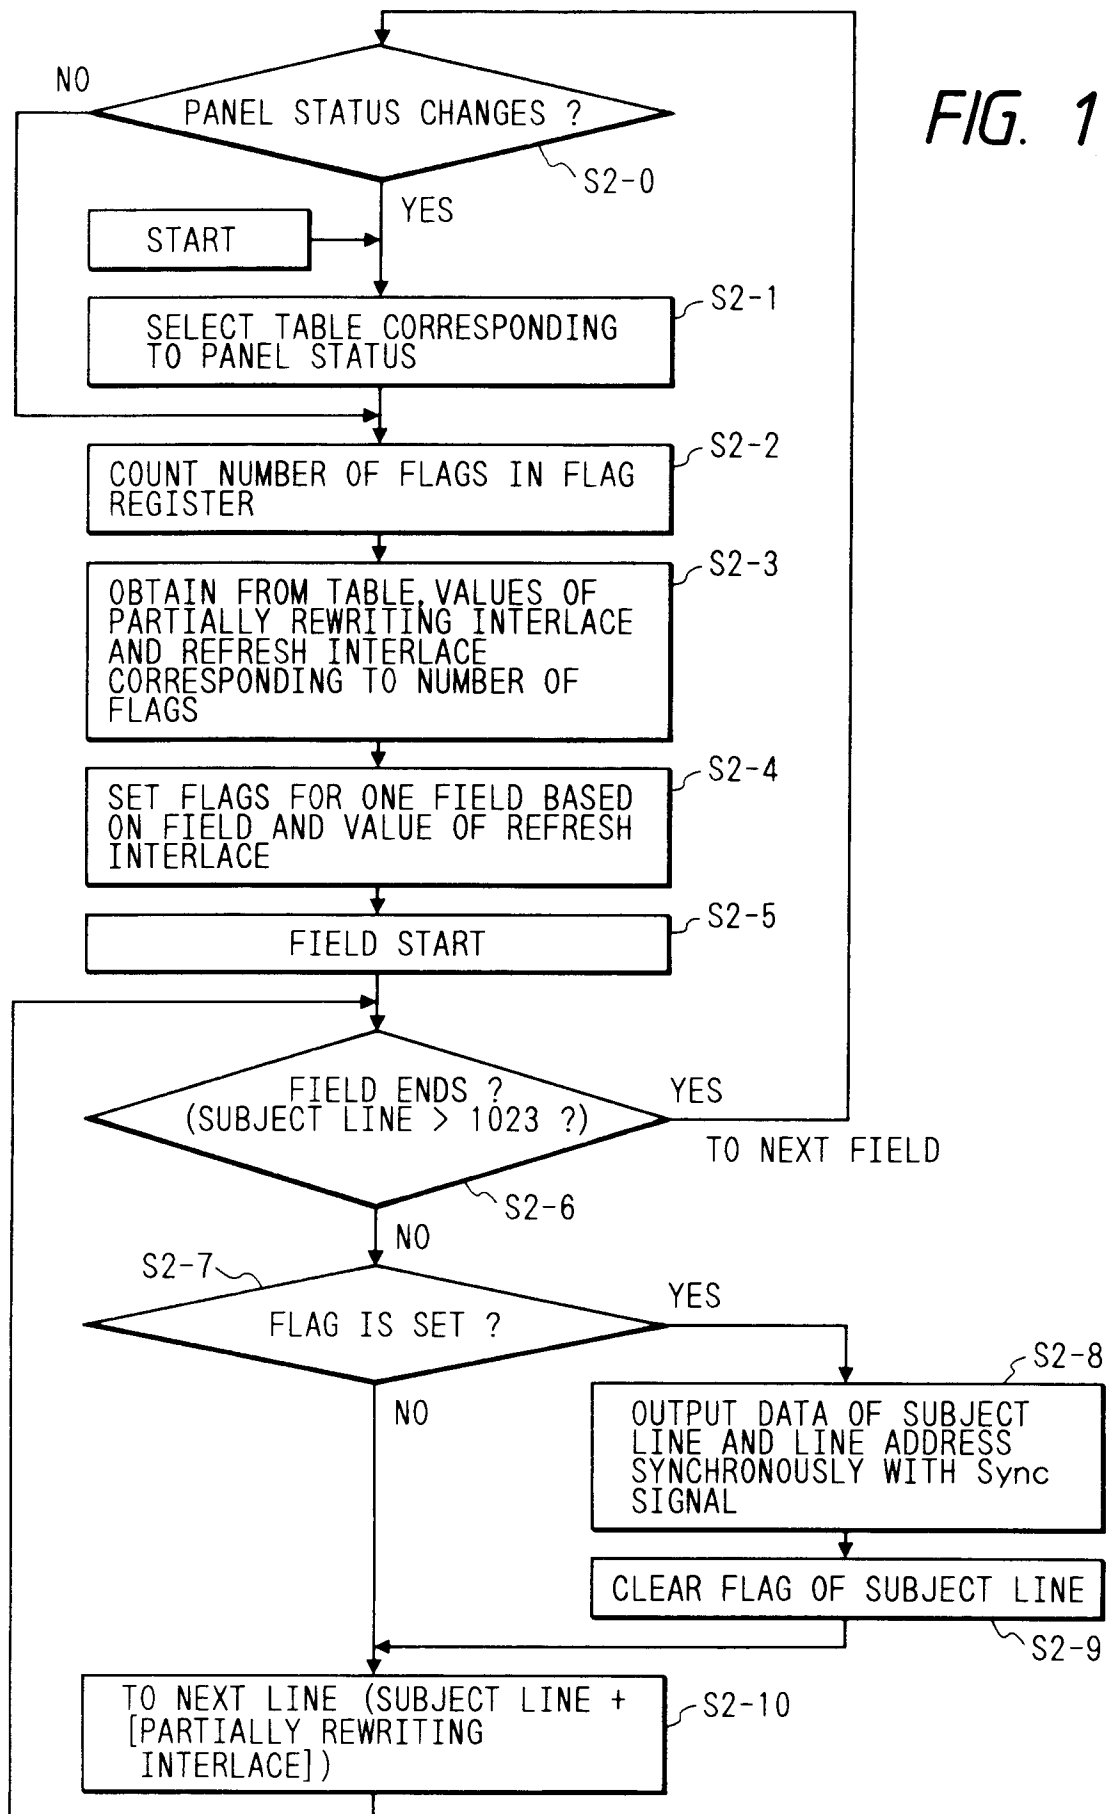 FIG. 1
NO
PANEL STATUS CHANGES ?
S2-0
YES
START
S2-1
SELECT TABLE CORRESPONDING
TO PANEL STATUS
S2-2
COUNT NUMBER OF FLAGS IN FLAG
REGISTER
S2-3
OBTAIN FROM TABLE, VALUES OF
PARTIALLY REWRITING INTERLACE
AND REFRESH INTERLACE
CORRESPONDING TO NUMBER OF
FLAGS
S2-4
SET FLAGS FOR ONE FIELD BASED
ON FIELD AND VALUE OF REFRESH
INTERLACE
S2-5
FIELD START
FIELD ENDS ?
(SUBJECT LINE > 1023 ?)
YES
TO NEXT FIELD
S2-6
NO
S2-7
FLAG IS SET ?
YES
NO
S2-8
OUTPUT DATA OF SUBJECT
LINE AND LINE ADDRESS
SYNCHRONOUSLY WITH Sync
SIGNAL
CLEAR FLAG OF SUBJECT LINE
S2-9
TO NEXT LINE (SUBJECT LINE +
[PARTIALLY REWRITING
INTERLACE])
S2-10